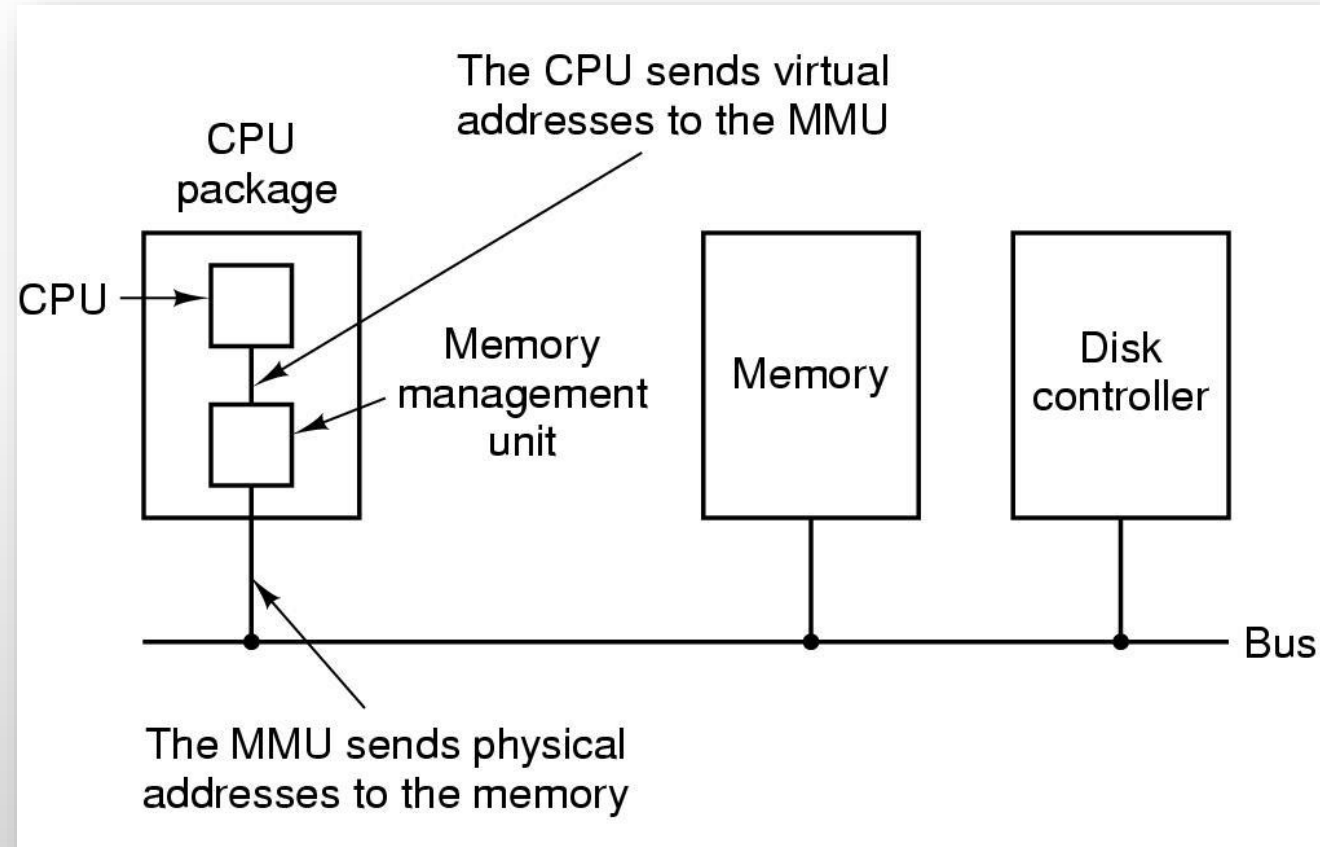 The CPU sends virtual
addresses to the MMU
CPU
package
CPU
Memory
management
unit
Memory
Disk
controller
Bus
The MMU sends physical
addresses to the memory